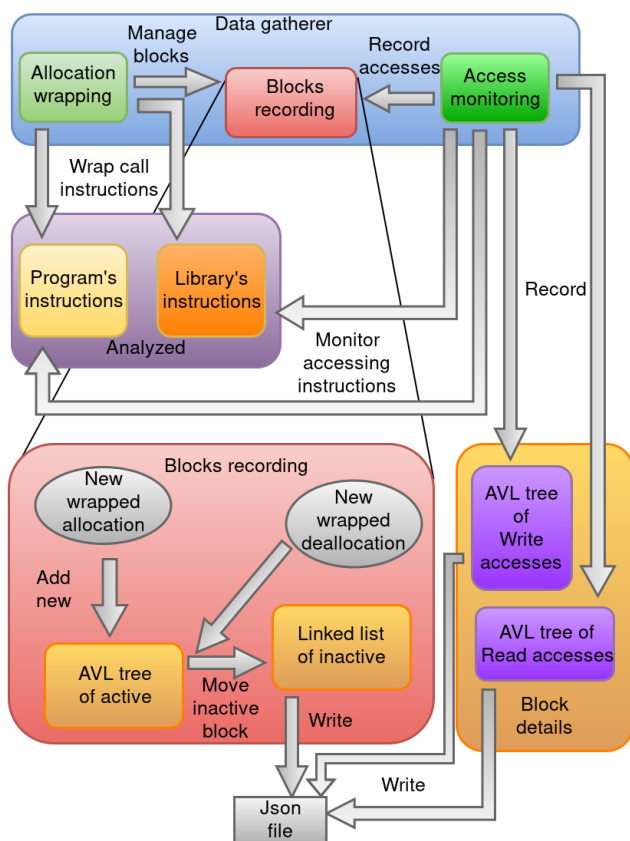 Data gatherer
Manage
blocks
Allocation
wrapping
Blocks
recording
Record
accesses
Access
monitoring
Wrap call
instructions
Program's
instructions
Library's
instructions
Analyzed
Record
Monitor
accessing
instructions
Blocks recording
New
wrapped
allocation
New
wrapped
deallocation
Add
new
AVL tree
of active
Move
inactive
block
Linked list
of inactive
Write
AVL tree
of
Write
accesses
AVL tree of
Read accesses
Block
details
Write
Json
file